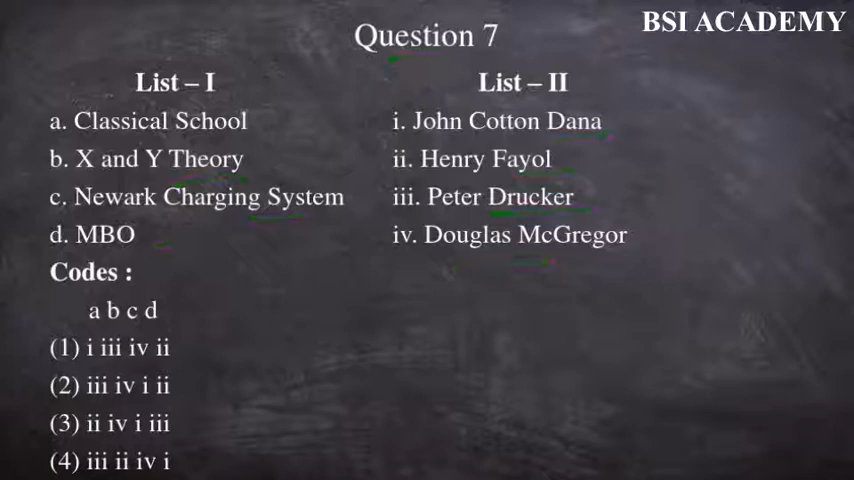 BSI ACADEMY
Question 7
List – I List – II
a. Classical School i. John Cotton Dana
b. X and Y Theory ii. Henry Fayol
c. Newark Charging System iii. Peter Drucker
d. MBO iv. Douglas McGregor
Codes :
a b c d
(1) i iii iv ii
(2) iii iv i ii
(3) ii iv i iii
(4) iii ii iv i